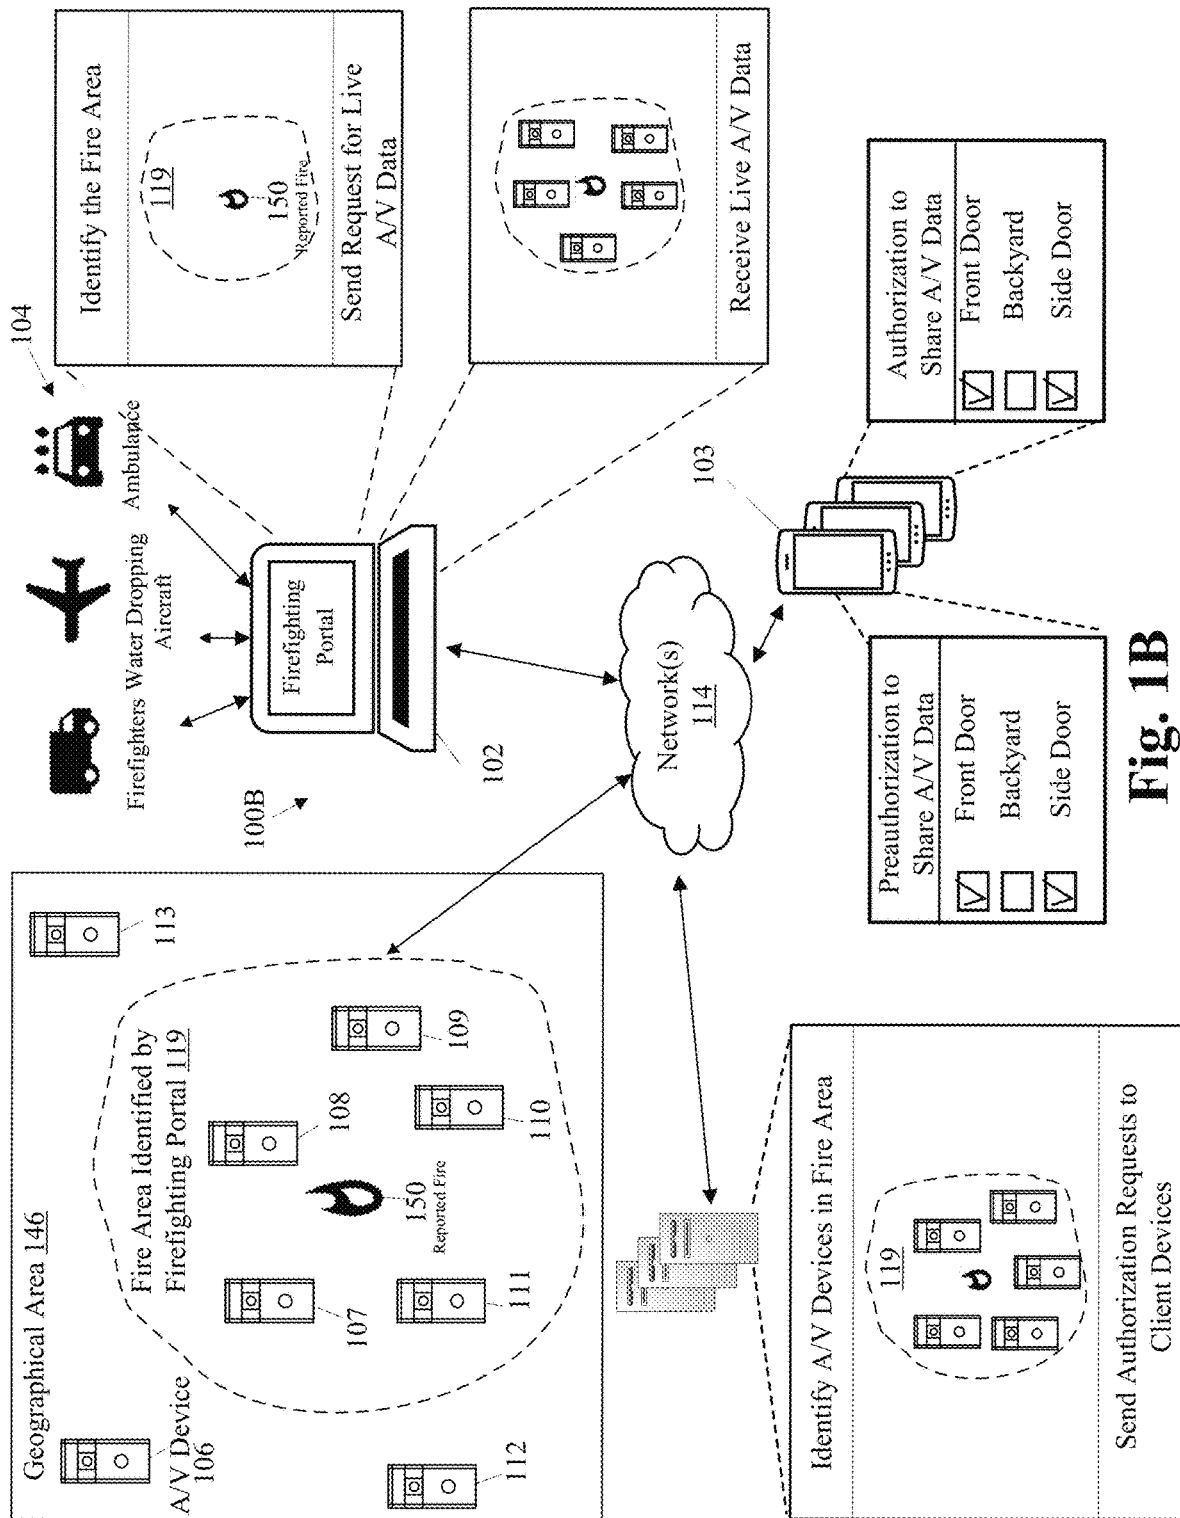 Geographical Area 146
A/V Device
106
Fire Area Identified by
Firefighting Portal 119
107
108
109
110
111
112
113
150
Reported Fire
100B
Firefighters
Water Dropping
Aircraft
Ambulance
104
Firefighting
Portal
102
Identify the Fire Area
119
150
Reported Fire
Send Request for Live
A/V Data
Receive Live A/V Data
Network(s)
114
103
Identify A/V Devices in Fire Area
119
Send Authorization Requests to
Client Devices
Preauthorization to
Share A/V Data
Front Door
Backyard
Side Door
Authorization to
Share A/V Data
Front Door
Backyard
Side Door
Fig. 1B